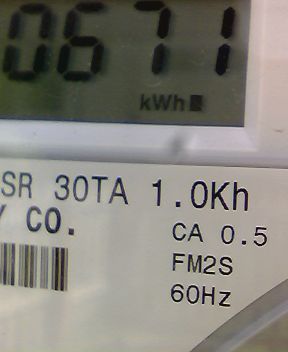 0671
kWh
SR 30TA 1.0Kh
Y CO.
CA 0.5
FM2S
60Hz